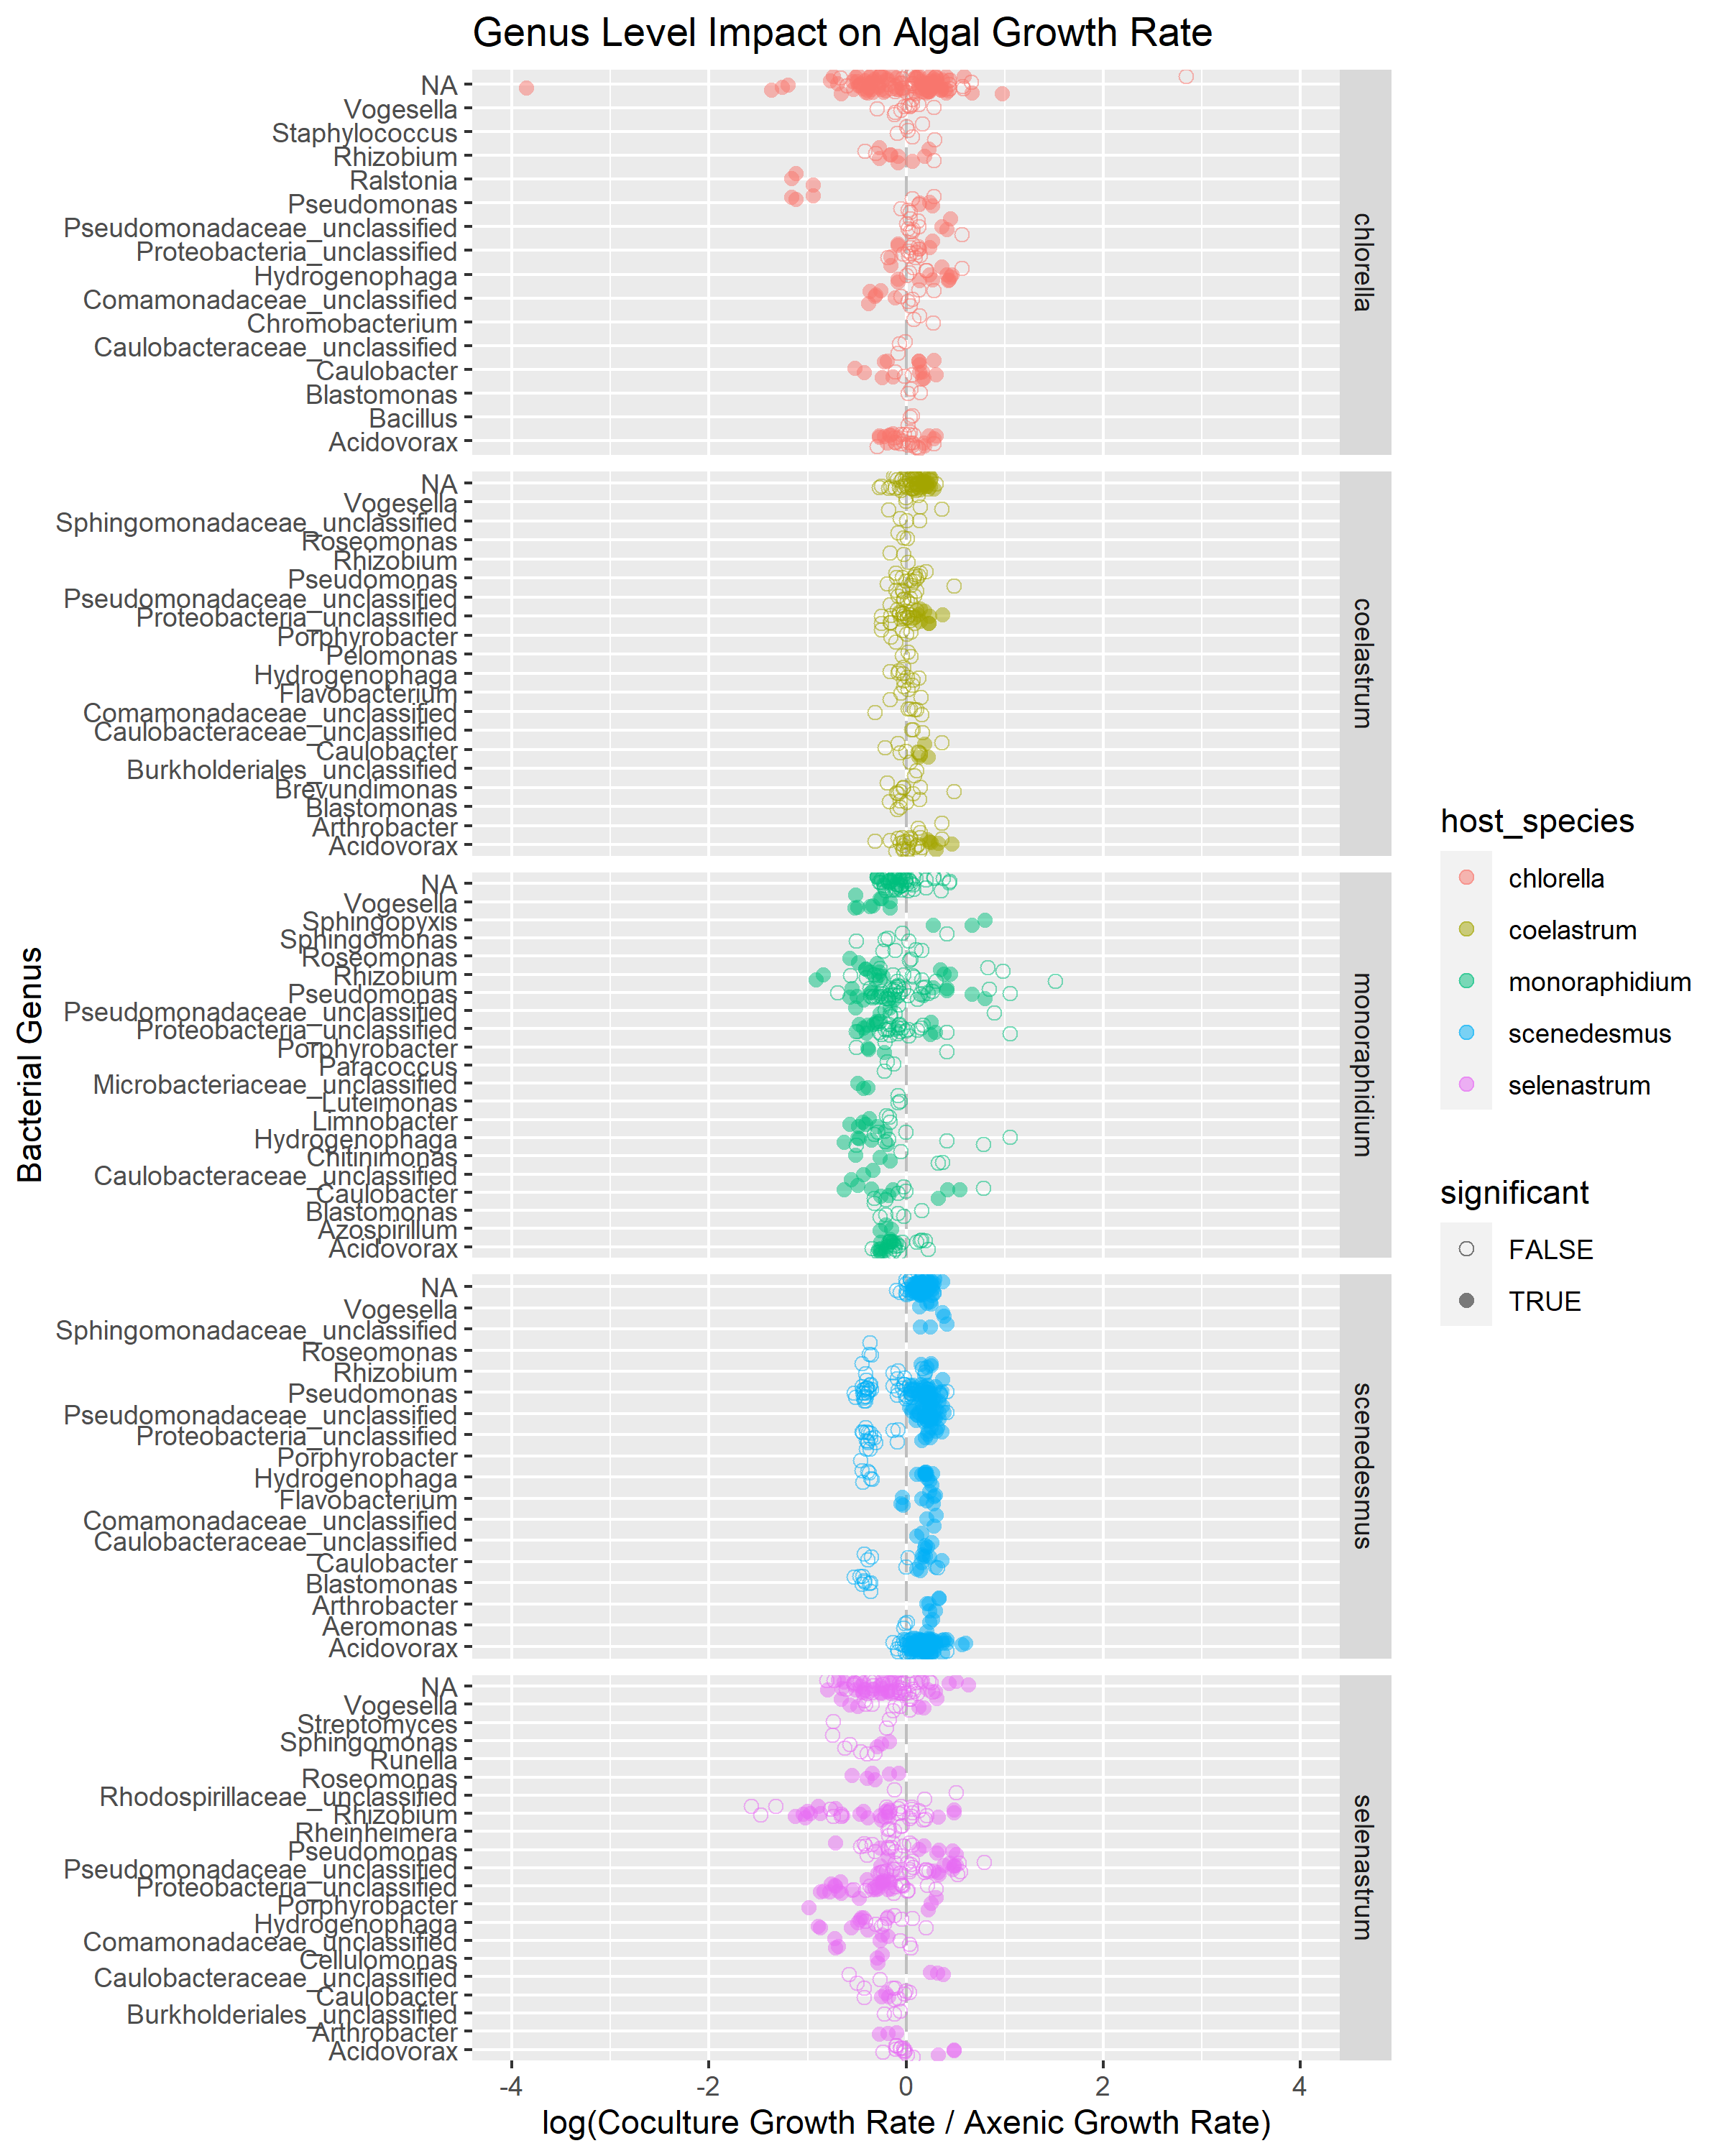 Genus Level Impact on Algal Growth Rate
Bacterial Genus
NA
Vogesella
Staphylococcus
Rhizobium
Ralstonia
Pseudomonas
Pseudomonadaceae_unclassified
Proteobacteria_unclassified
Hydrogenophaga
Comamonadaceae_unclassified
Chromobacterium
Caulobacteraceae_unclassified
Caulobacter
Blastomonas
Bacillus
Acidovorax
chlorella
NA
Vogesella
Sphingomonadaceae_unclassified
Roseomonas
Rhizobium
Pseudomonas
Pseudomonadaceae_unclassified
Proteobacteria_unclassified
Porphyrobacter
Pelomonas
Hydrogenophaga
Flavobacterium
Comamonadaceae_unclassified
Caulobacteraceae_unclassified
Caulobacter
Burkholderiales_unclassified
Brevundimonas
Blastomonas
Arthrobacter
Acidovorax
coelastrum
NA
Vogesella
Sphingopyxis
Sphingomonas
Roseomonas
Rhizobium
Pseudomonas
Pseudomonadaceae_unclassified
Proteobacteria_unclassified
Porphyrobacter
Paracoccus
Microbacteriaceae_unclassified
Luteimonas
Limnobacter
Hydrogenophaga
Chitinimonas
Caulobacteraceae_unclassified
Caulobacter
Blastomonas
Azospirillum
Acidovorax
monoraphidium
NA
Vogesella
Sphingomonadaceae_unclassified
Roseomonas
Rhizobium
Pseudomonas
Pseudomonadaceae_unclassified
Proteobacteria_unclassified
Porphyrobacter
Hydrogenophaga
Flavobacterium
Comamonadaceae_unclassified
Caulobacteraceae_unclassified
Caulobacter
Blastomonas
Arthrobacter
Aeromonas
Acidovorax
scenedesmus
NA
Vogesella
Streptomyces
Sphingomonas
Runella
Roseomonas
Rhodospirillaceae_unclassified
Rhizobium
Rheinheimera
Pseudomonas
Pseudomonadaceae_unclassified
Proteobacteria_unclassified
Porphyrobacter
Hydrogenophaga
Comamonadaceae_unclassified
Cellulomonas
Caulobacteraceae_unclassified
Caulobacter
Burkholderiales_unclassified
Arthrobacter
Acidovorax
selenastrum
-4 -2 0 2 4
log(Coculture Growth Rate / Axenic Growth Rate)
host_species
chlorella
coelastrum
monoraphidium
scenedesmus
selenastrum
significant
FALSE
TRUE